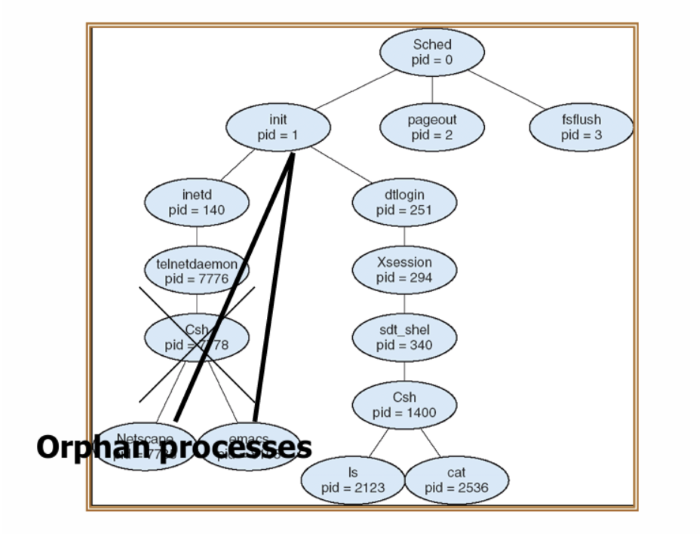 Sched
pid = 0
init
pid = 1
pageout
pid = 2
fsflush
pid = 3
inetd
pid = 140
dtlogin
pid = 251
telnetdaemon
pid = 7776
Xsession
pid = 294
Csh
pid = 7778
sdt_shel
pid = 340
Csh
pid = 1400
Netscape
emacs
Orphan processes
ls
pid = 2123
cat
pid = 2536